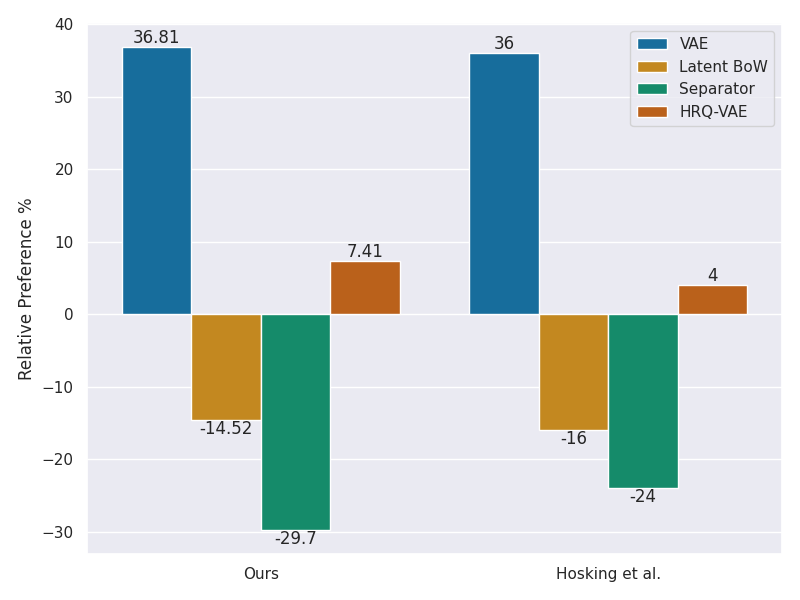 40
30
20
10
0
−10
−20
−30
Relative Preference %
36.81
-14.52
-29.7
7.41
36
-16
-24
4
VAE
Latent BoW
Separator
HRQ-VAE
Ours
Hosking et al.